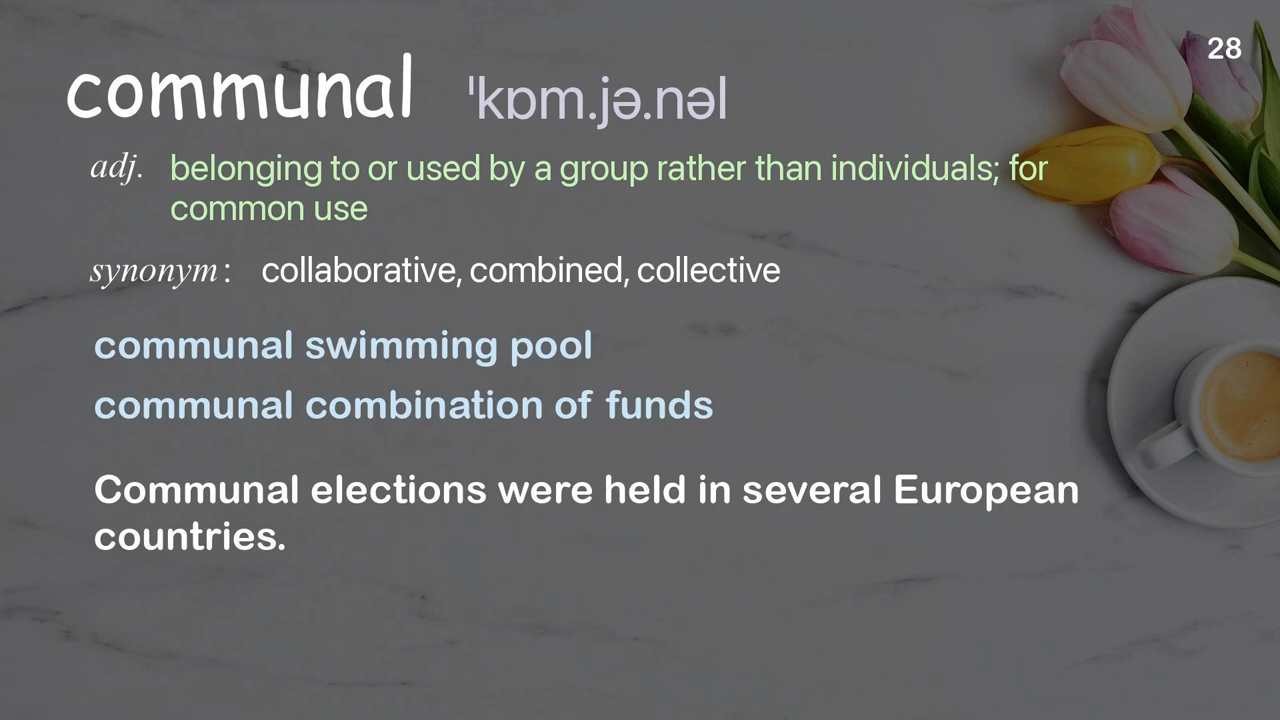 28
communal ˈkɒm.jə.nəl
adj. belonging to or used by a group rather than individuals; for
common use
synonym: collaborative, combined, collective
communal swimming pool
communal combination of funds
Communal elections were held in several European
countries.